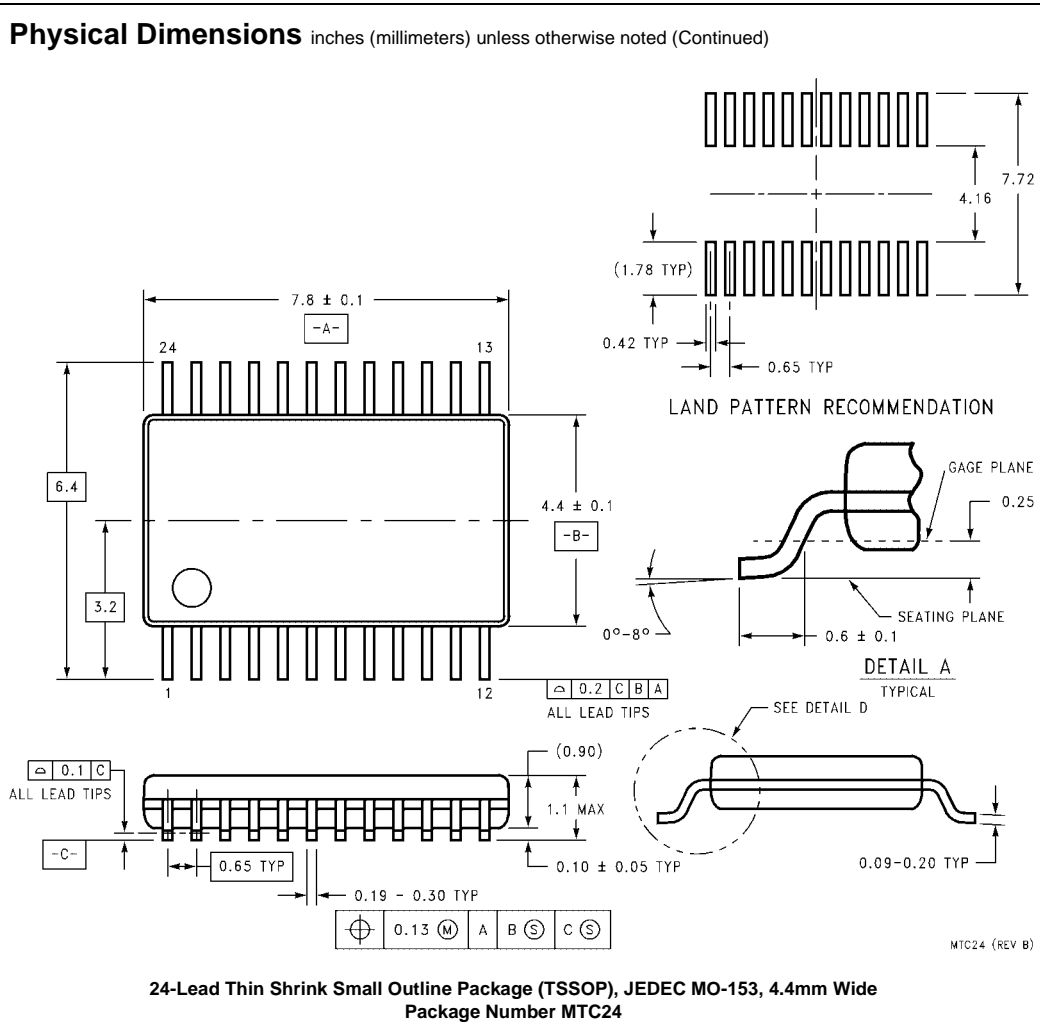 Physical Dimensions inches (millimeters) unless otherwise noted (Continued)
7.72
4.16
(1.78 TYP)
0.42 TYP
0.65 TYP
LAND PATTERN RECOMMENDATION
7.8 ± 0.1
-A-
24
13
6.4
3.2
4.4 ± 0.1
-B-
1
12
⌓ 0.2 C B A
ALL LEAD TIPS
GAGE PLANE
0.25
SEATING PLANE
0°-8°
0.6 ± 0.1
DETAIL A
TYPICAL
SEE DETAIL D
⌓ 0.1 C
ALL LEAD TIPS
-C-
(0.90)
1.1 MAX
0.65 TYP
0.10 ± 0.05 TYP
0.19 - 0.30 TYP
⌖ 0.13 Ⓜ A B Ⓢ C Ⓢ
0.09-0.20 TYP
MTC24 (REV B)
24-Lead Thin Shrink Small Outline Package (TSSOP), JEDEC MO-153, 4.4mm Wide
Package Number MTC24